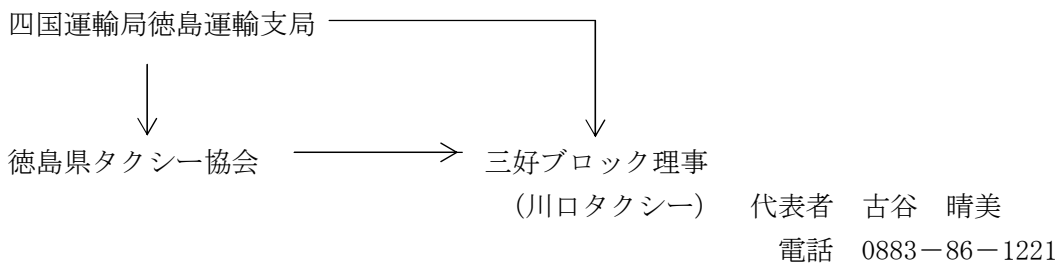 四国運輸局徳島運輸支局
徳島県タクシー協会
三好ブロック理事
（川口タクシー）　代表者　古谷　晴美
電話　0883－86－1221